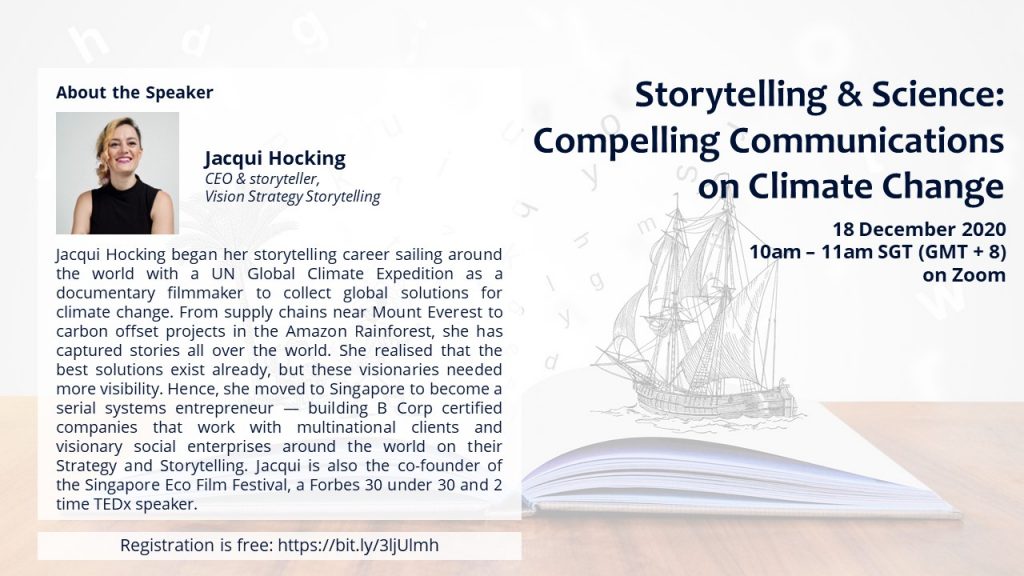 About the Speaker
Jacqui Hocking
CEO & storyteller,
Vision Strategy Storytelling
Jacqui Hocking began her storytelling career sailing around
the world with a UN Global Climate Expedition as a
documentary filmmaker to collect global solutions for
climate change. From supply chains near Mount Everest to
carbon offset projects in the Amazon Rainforest, she has
captured stories all over the world. She realised that the
best solutions exist already, but these visionaries needed
more visibility. Hence, she moved to Singapore to become a
serial systems entrepreneur — building B Corp certified
companies that work with multinational clients and
visionary social enterprises around the world on their
Strategy and Storytelling. Jacqui is also the co-founder of
the Singapore Eco Film Festival, a Forbes 30 under 30 and 2
time TEDx speaker.
Registration is free: https://bit.ly/3ljUlmh
Storytelling & Science:
Compelling Communications
on Climate Change
18 December 2020
10am – 11am SGT (GMT + 8)
on Zoom